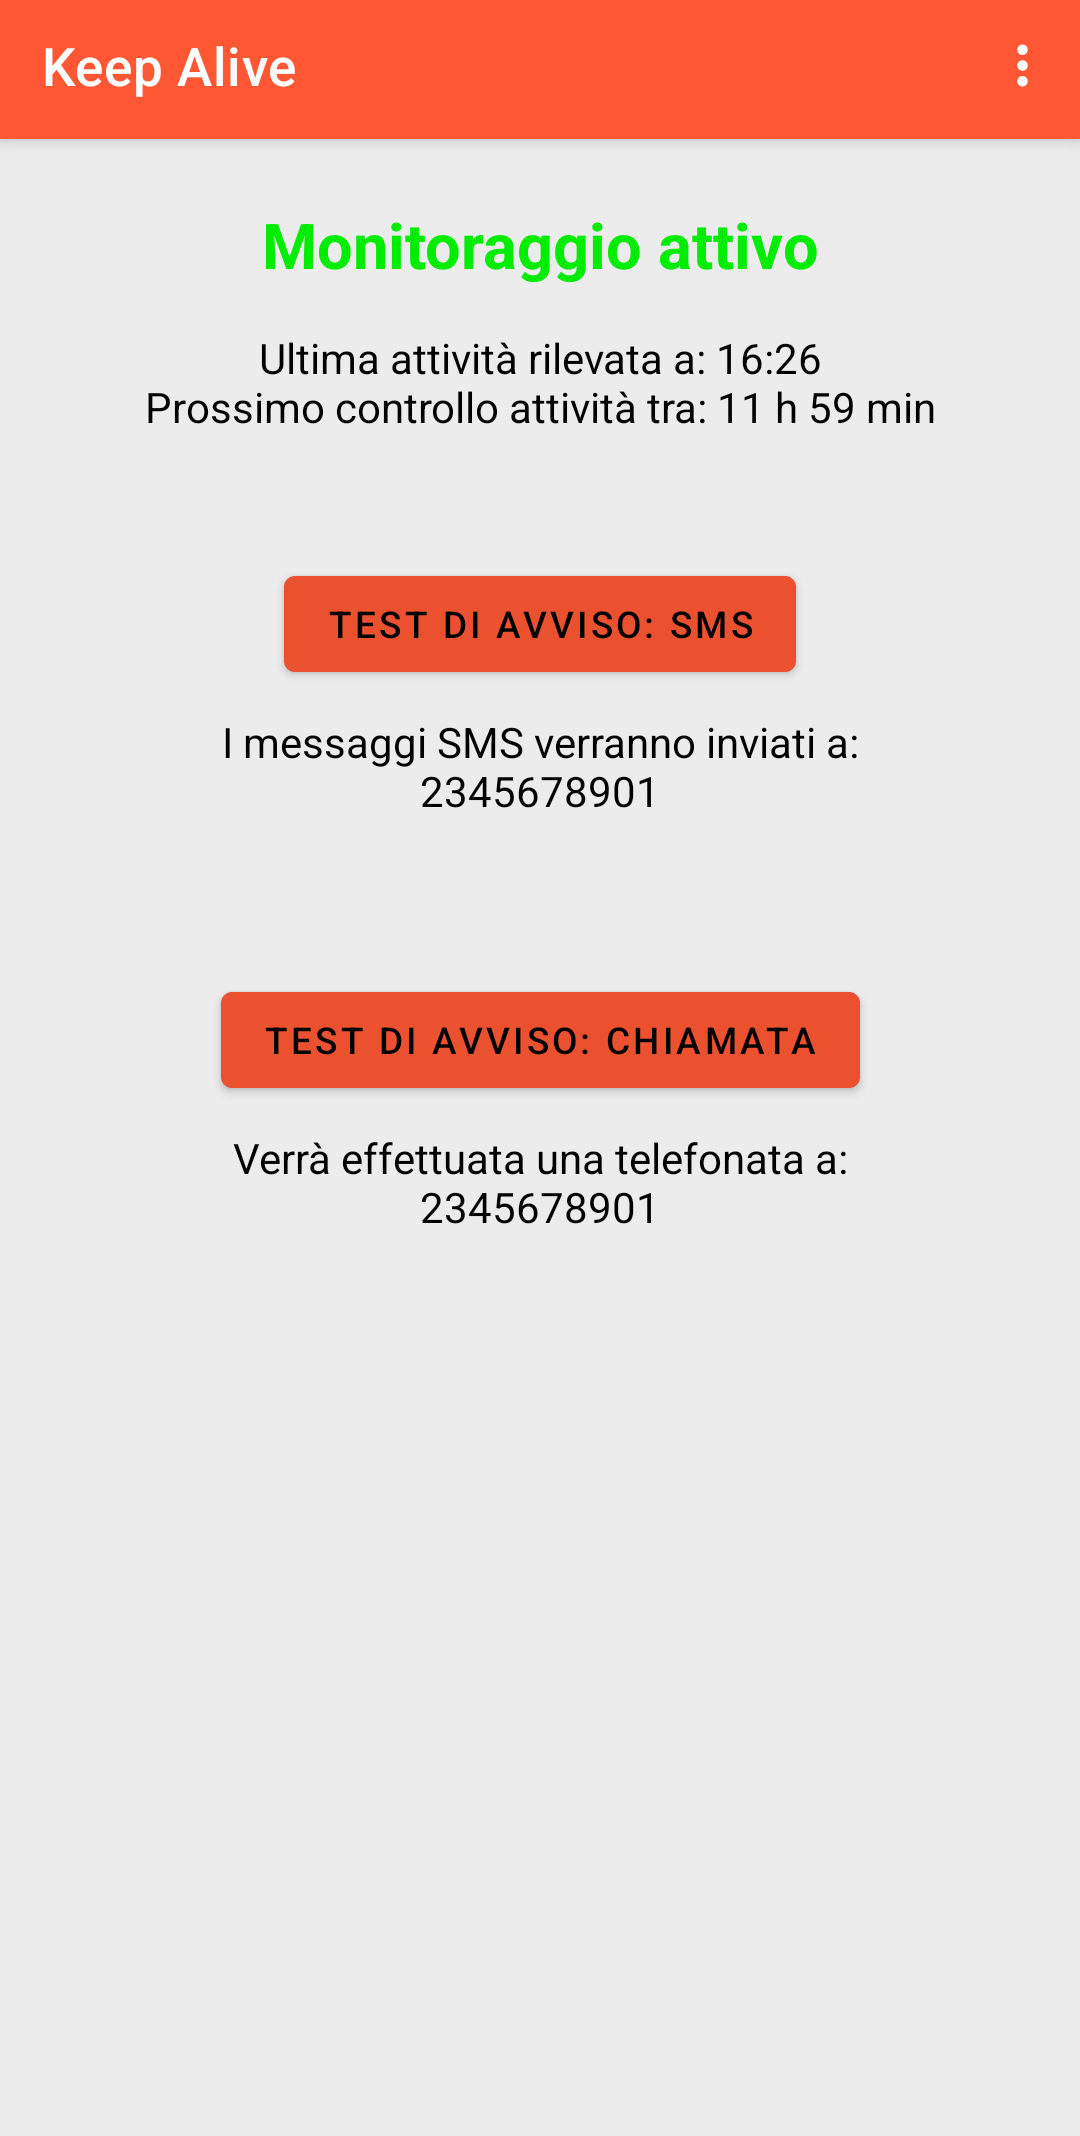 Keep Alive
Monitoraggio attivo
Ultima attività rilevata a: 16:26
Prossimo controllo attività tra: 11 h 59 min
TEST DI AVVISO: SMS
I messaggi SMS verranno inviati a:
2345678901
TEST DI AVVISO: CHIAMATA
Verrà effettuata una telefonata a:
2345678901